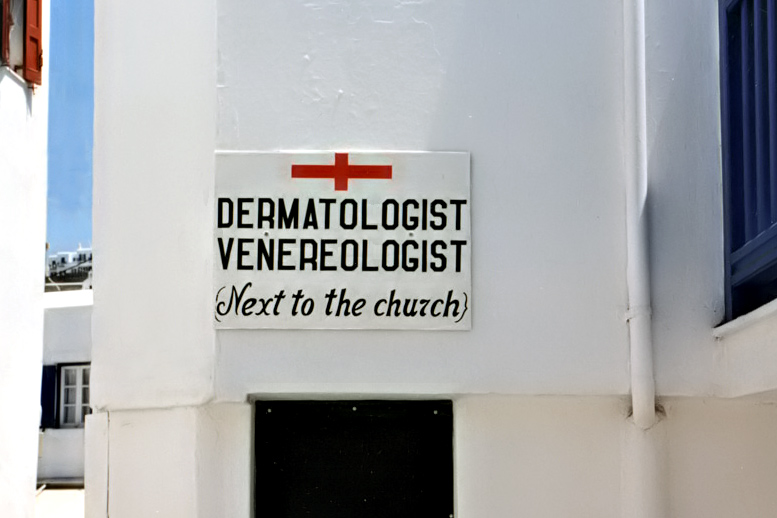 DERMATOLOGIST
VENEREOLOGIST
(Next to the church}